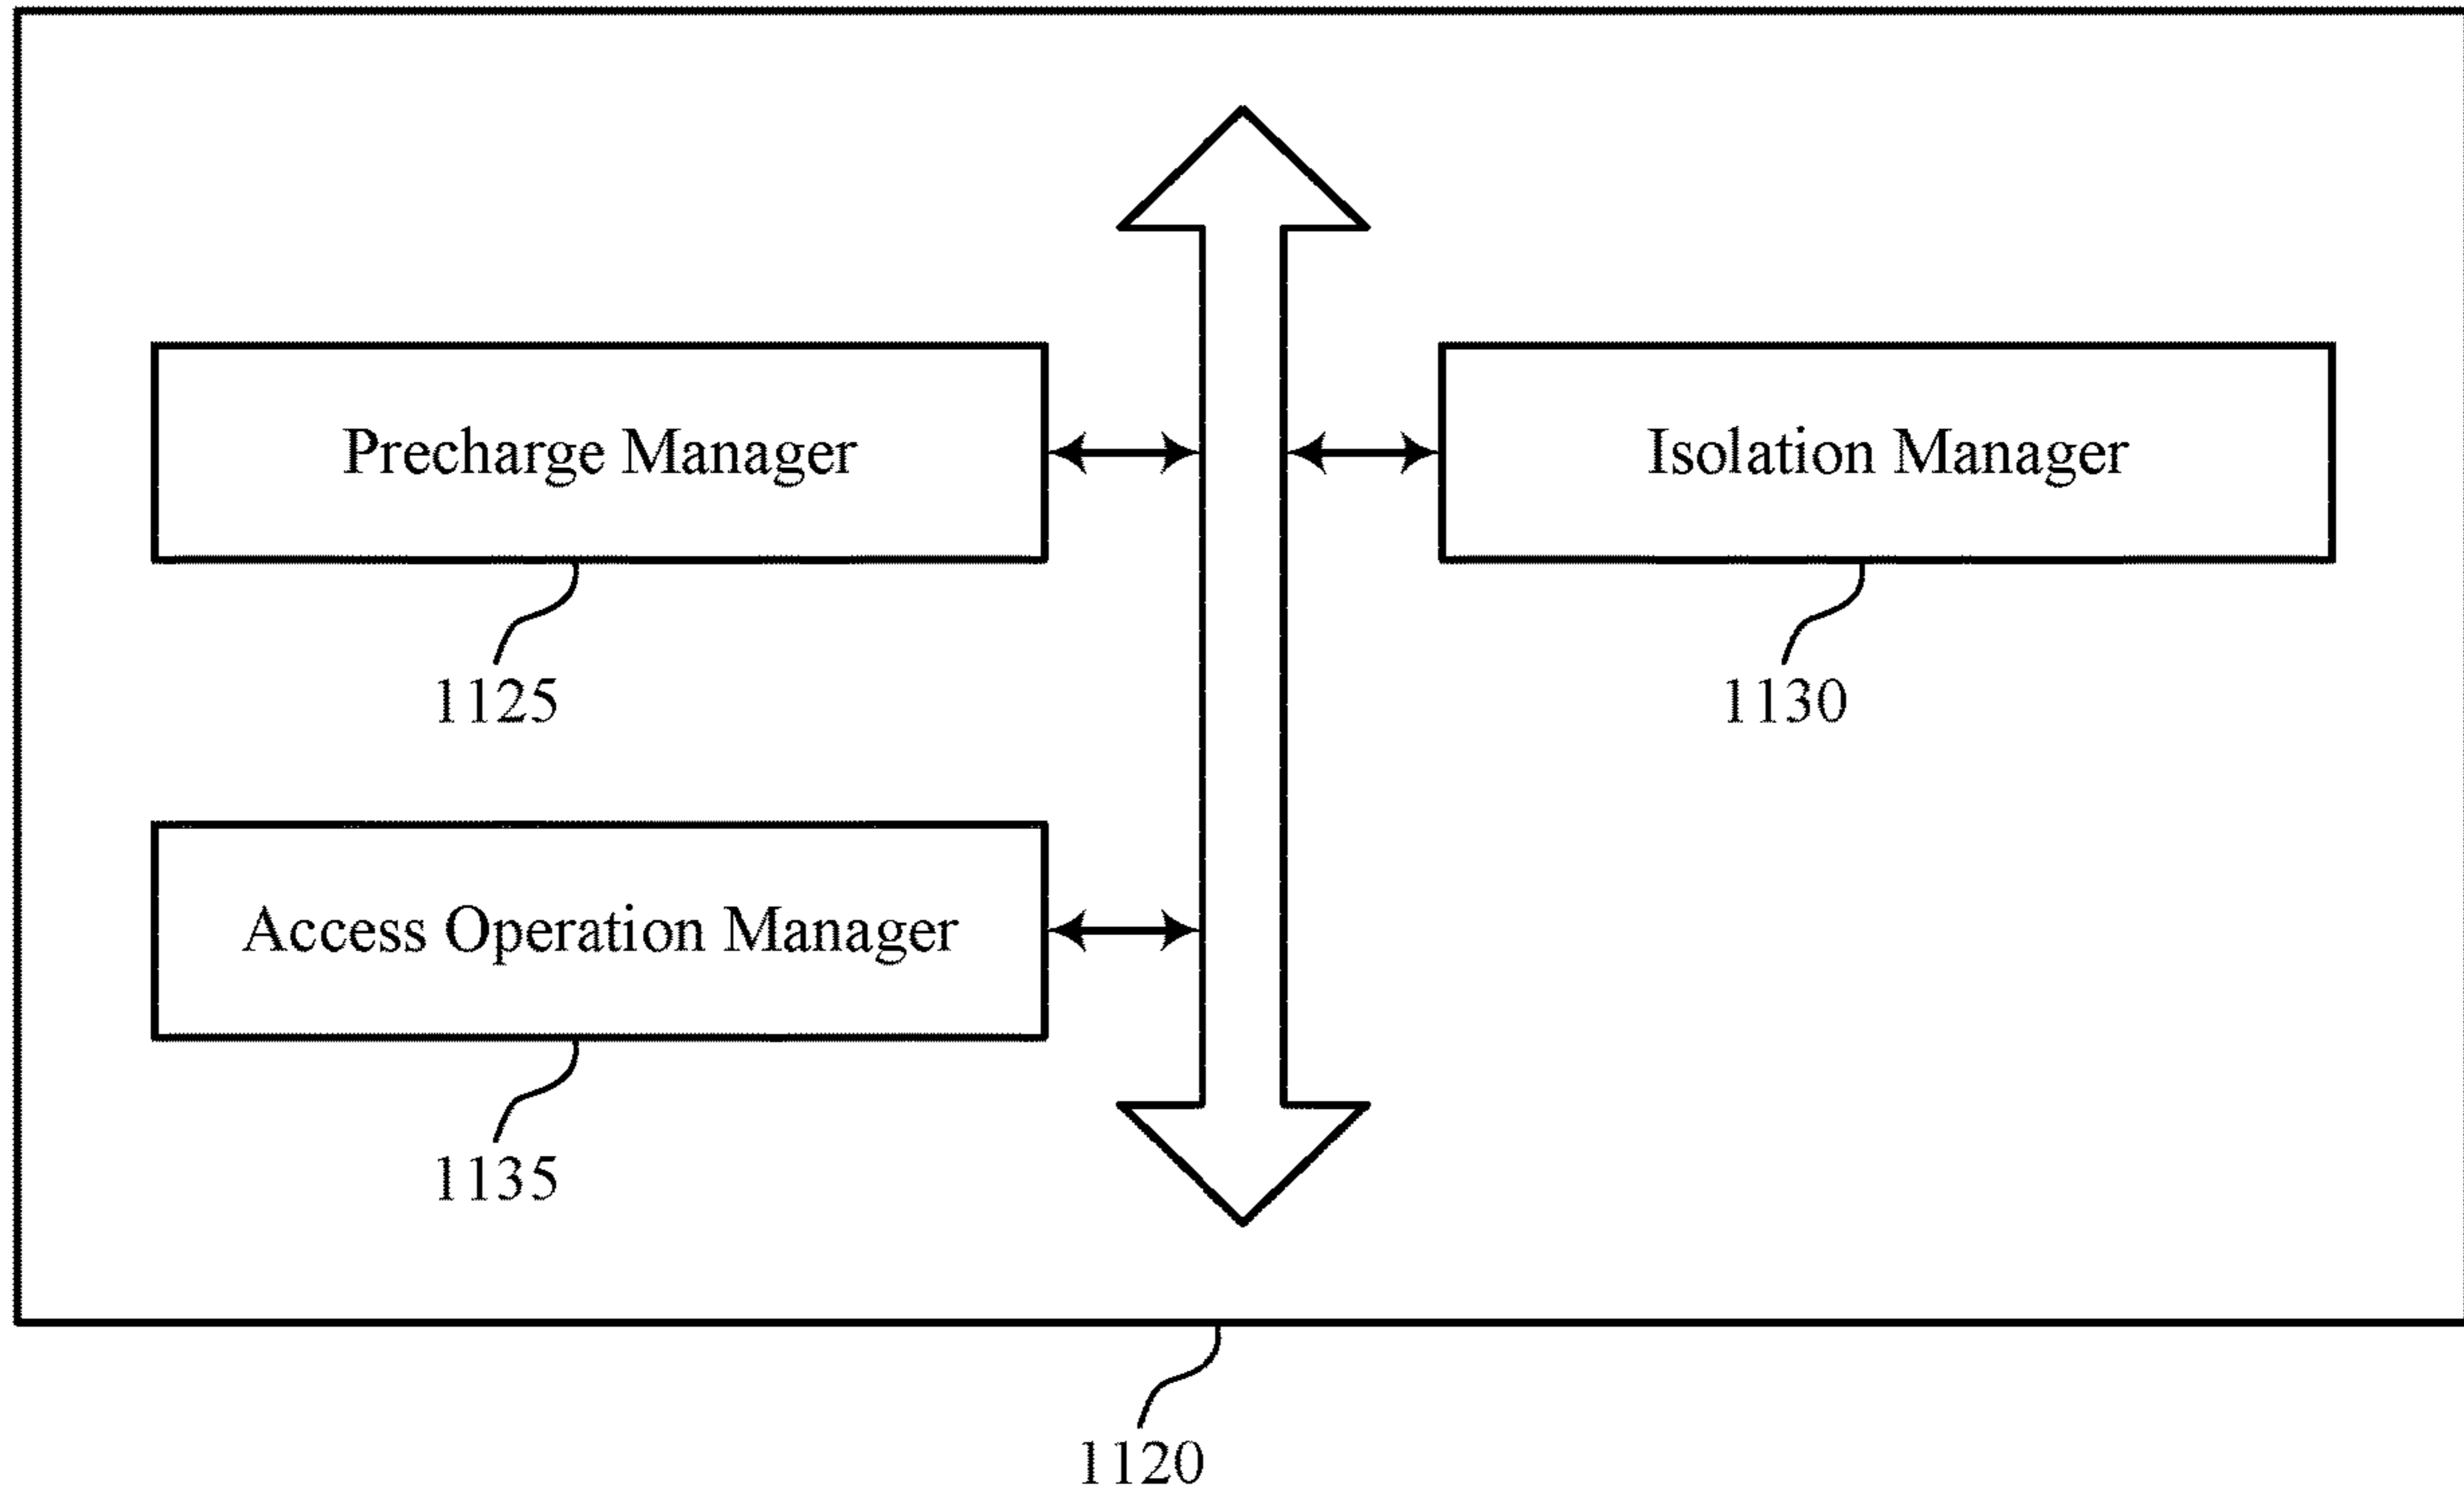 Precharge Manager
Isolation Manager
1125
1130
Access Operation Manager
1135
1120